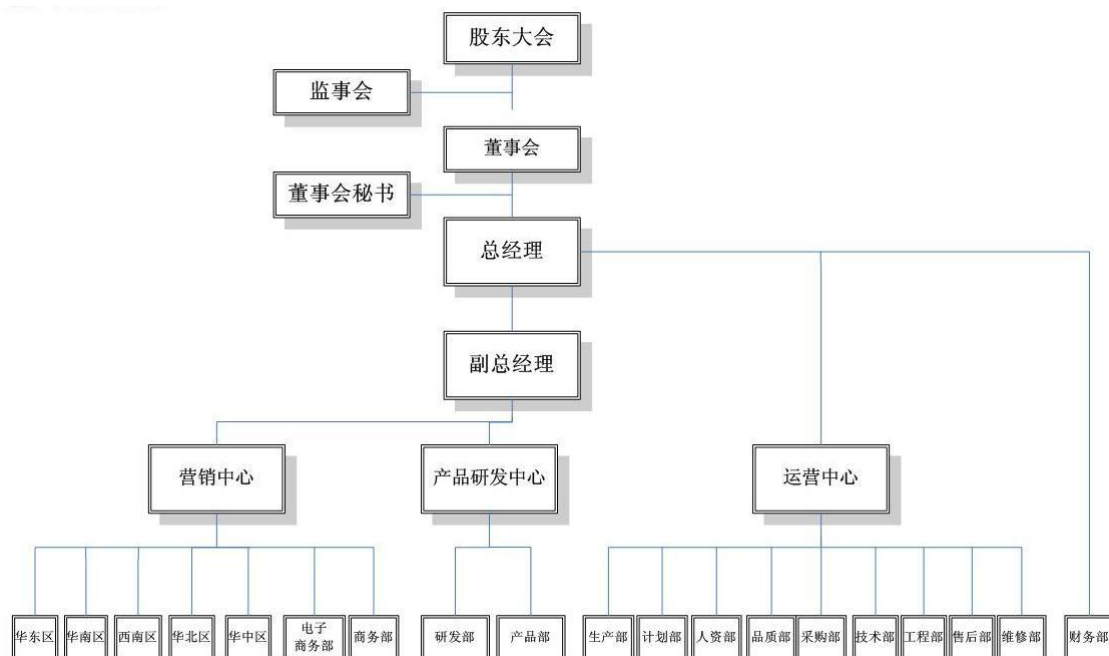 股东大会
监事会
董事会
董事会秘书
总经理
副总经理
营销中心
产品研发中心
运营中心
华东区
华南区
西南区
华北区
华中区
电子
商务部
商务部
研发部
产品部
生产部
计划部
人资部
品质部
采购部
技术部
工程部
售后部
维修部
财务部